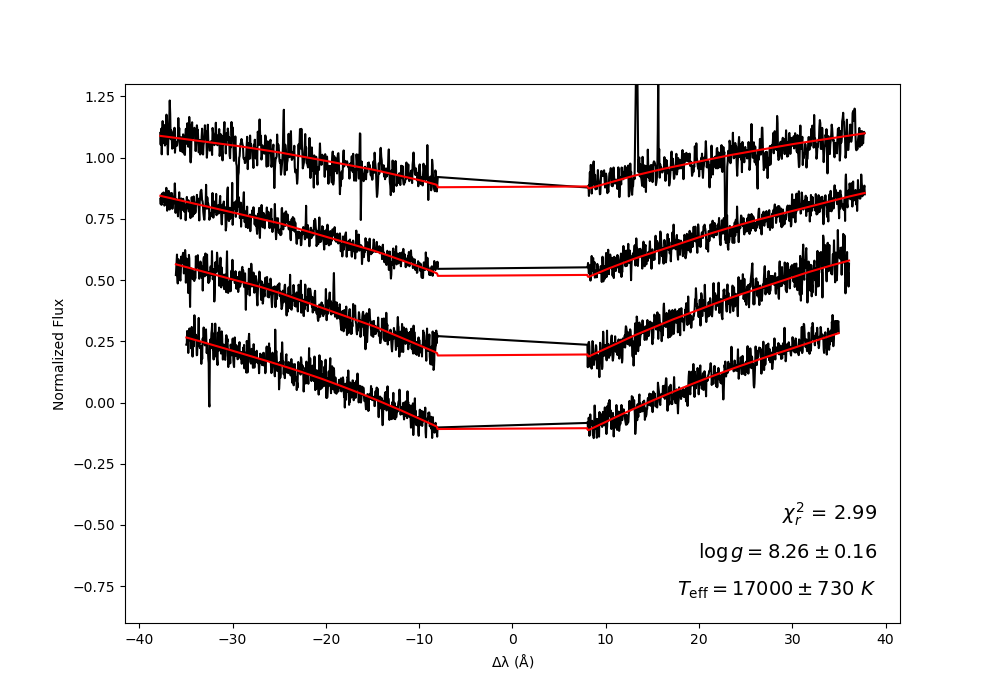 1.25
1.00
0.75
0.50
0.25
0.00
−0.25
−0.50
−0.75
Normalized Flux
χ²ᵣ = 2.99
log g = 8.26 ± 0.16
T_eff = 17000 ± 730 K
−40 −30 −20 −10 0 10 20 30 40
Δλ (Å)